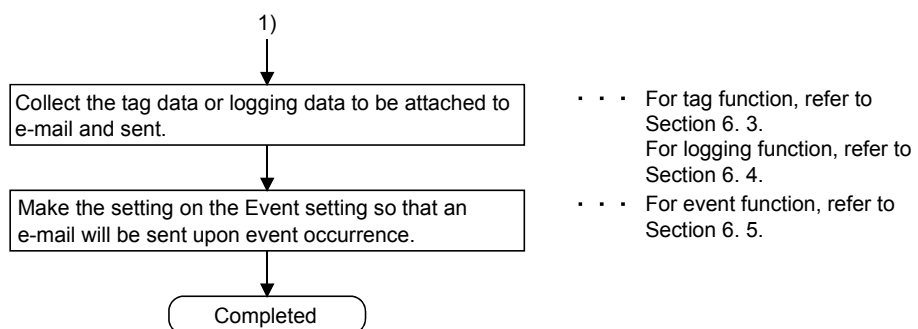 1)
Collect the tag data or logging data to be attached to
e-mail and sent.
· · · For tag function, refer to
Section 6. 3.
For logging function, refer to
Section 6. 4.
Make the setting on the Event setting so that an
e-mail will be sent upon event occurrence.
· · · For event function, refer to
Section 6. 5.
Completed